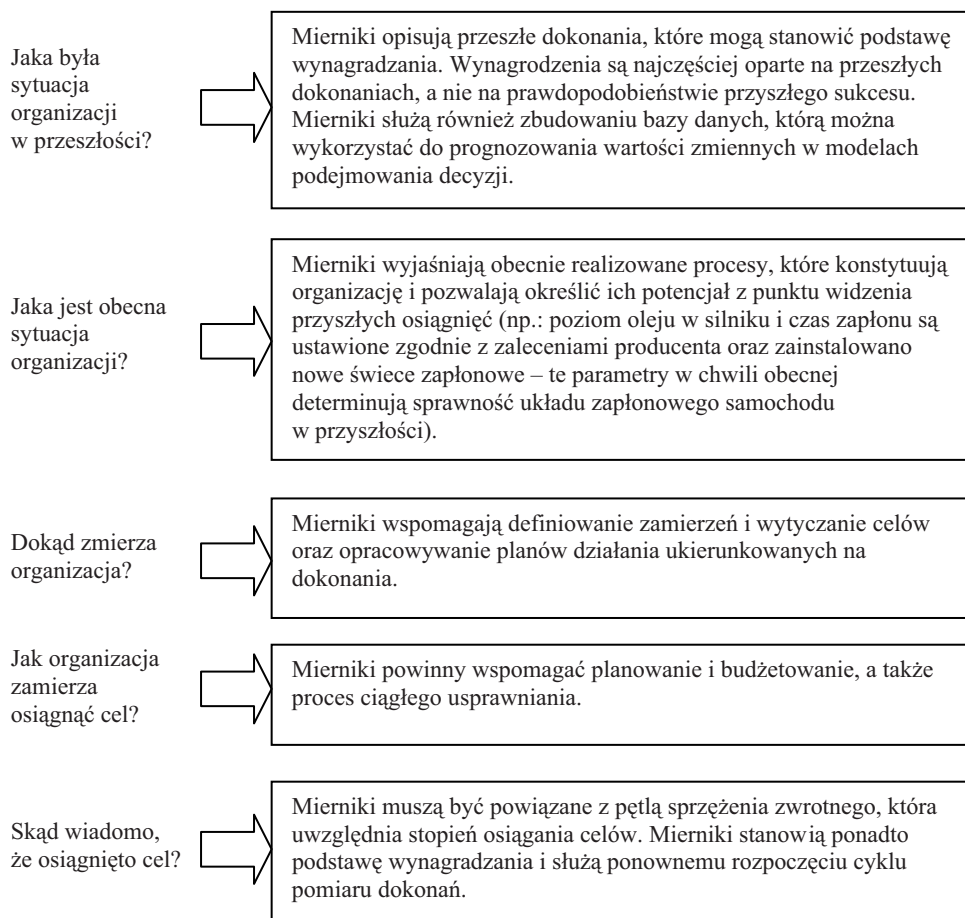 Jaka była
sytuacja
organizacji
w przeszłości?
Mierniki opisują przeszłe dokonania, które mogą stanowić podstawę
wynagradzania. Wynagrodzenia są najczęściej oparte na przeszłych
dokonaniach, a nie na prawdopodobieństwie przyszłego sukcesu.
Mierniki służą również zbudowaniu bazy danych, którą można
wykorzystać do prognozowania wartości zmiennych w modelach
podejmowania decyzji.
Jaka jest obecna
sytuacja
organizacji?
Mierniki wyjaśniają obecnie realizowane procesy, które konstytuują
organizację i pozwalają określić ich potencjał z punktu widzenia
przyszłych osiągnięć (np.: poziom oleju w silniku i czas zapłonu są
ustawione zgodnie z zaleceniami producenta oraz zainstalowano
nowe świece zapłonowe – te parametry w chwili obecnej
determinują sprawność układu zapłonowego samochodu
w przyszłości).
Dokąd zmierza
organizacja?
Mierniki wspomagają definiowanie zamierzeń i wytyczanie celów
oraz opracowywanie planów działania ukierunkowanych na
dokonania.
Jak organizacja
zamierza
osiągnąć cel?
Mierniki powinny wspomagać planowanie i budżetowanie, a także
proces ciągłego usprawniania.
Skąd wiadomo,
że osiągnięto cel?
Mierniki muszą być powiązane z pętlą sprzężenia zwrotnego, która
uwzględnia stopień osiągania celów. Mierniki stanowią ponadto
podstawę wynagradzania i służą ponownemu rozpoczęciu cyklu
pomiaru dokonań.